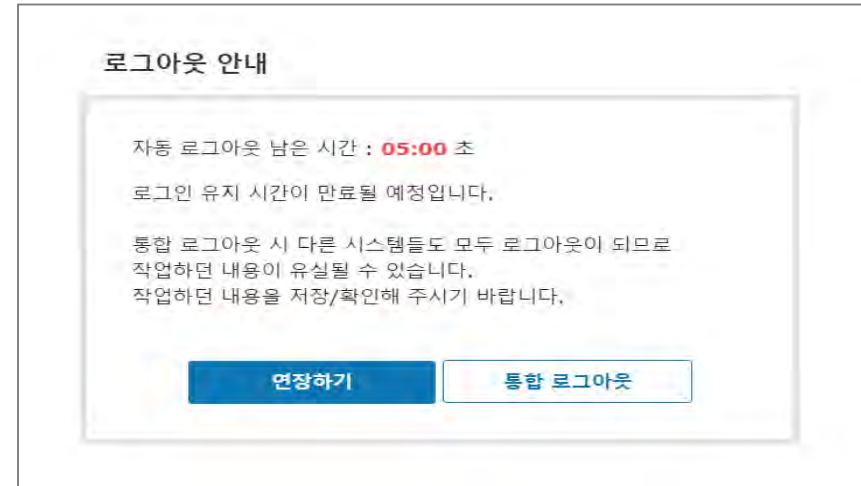 로그아웃 안내
자동 로그아웃 남은 시간 : 05:00 초
로그인 유지 시간이 만료될 예정입니다.
통합 로그아웃 시 다른 시스템들도 모두 로그아웃이 되므로
작업하던 내용이 유실될 수 있습니다.
작업하던 내용을 저장/확인해 주시기 바랍니다.
연장하기
통합 로그아웃